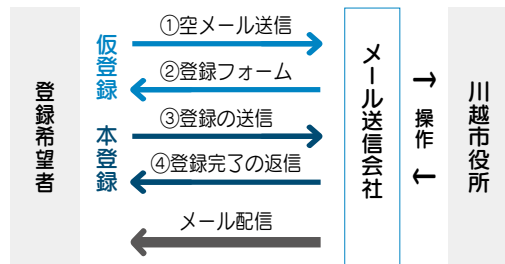 登録希望者
仮登録
本登録
①空メール送信
②登録フォーム
③登録の送信
④登録完了の返信
メール配信
メール送信会社
操作
川越市役所